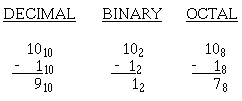 DECIMAL BINARY OCTAL
10₁₀ 10₂ 10₈
- 1₁₀ - 1₂ - 1₈
9₁₀ 1₂ 7₈